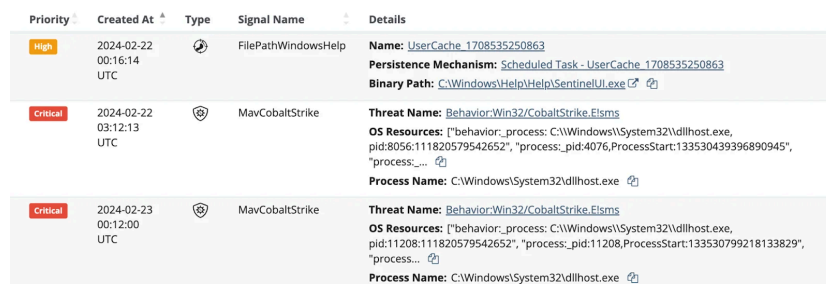 Priority Created At Type Signal Name Details
High 2024-02-22 00:16:14 UTC FilePathWindowsHelp Name: UserCache_1708535250863
Persistence Mechanism: Scheduled Task - UserCache_1708535250863
Binary Path: C:\Windows\Help\Help\SentinelUI.exe
Critical 2024-02-22 03:12:13 UTC MavCobaltStrike Threat Name: Behavior:Win32/CobaltStrike.E!sms
OS Resources: ["behavior:_process: C:\\Windows\\System32\\dllhost.exe,
pid:8056:111820579542652", "process:_pid:4076,ProcessStart:133530439396890945",
"process:_...
Process Name: C:\Windows\System32\dllhost.exe
Critical 2024-02-23 00:12:00 UTC MavCobaltStrike Threat Name: Behavior:Win32/CobaltStrike.E!sms
OS Resources: ["behavior:_process: C:\\Windows\\System32\\dllhost.exe,
pid:11208:111820579542652", "process:_pid:11208,ProcessStart:133530799218133829",
"process...
Process Name: C:\Windows\System32\dllhost.exe